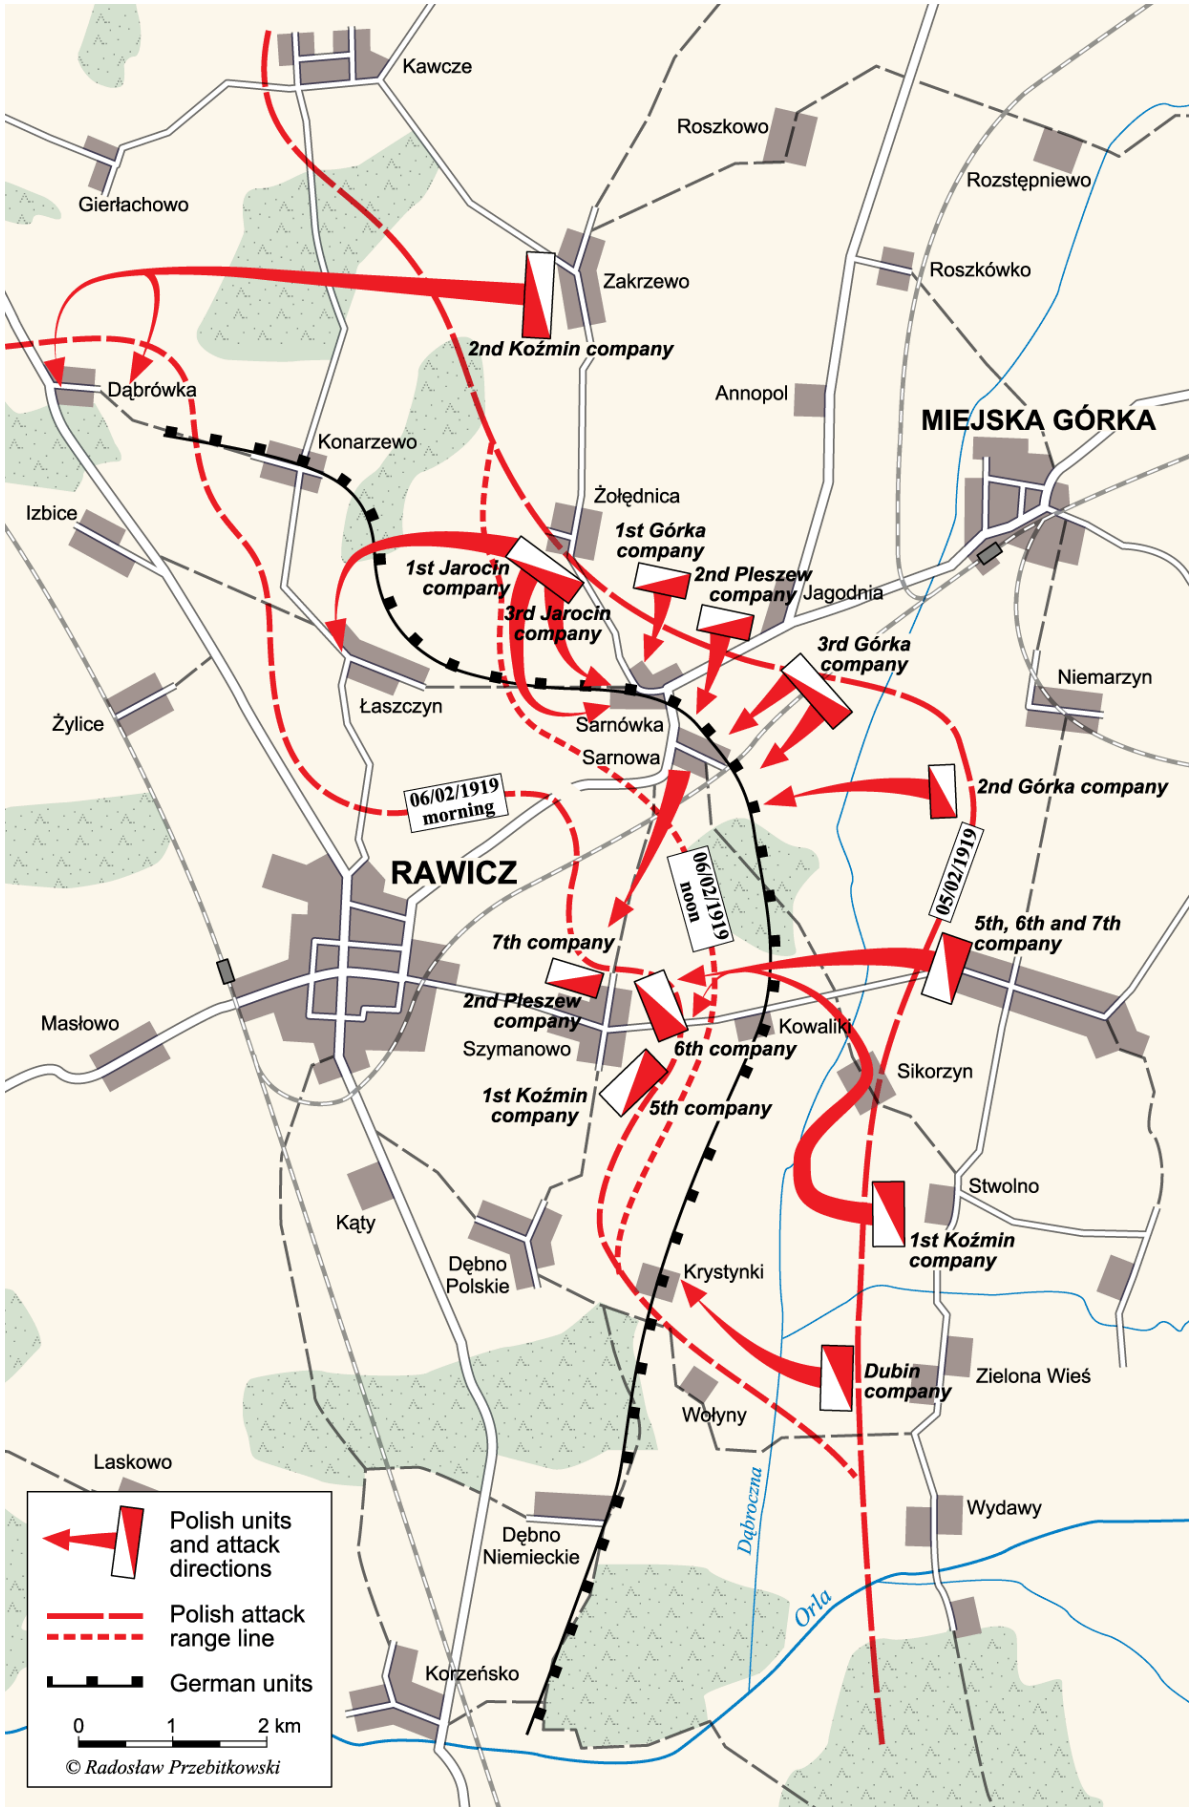 Kawcze
Roszkowo
Rozstępniewo
Gierłachowo
Roszkówko
Zakrzewo
2nd Koźmin company
Dąbrówka
Annopol
MIEJSKA GÓRKA
Konarzewo
Izbice
Żołędnica
1st Górka
company
1st Jarocin
company
2nd Pleszew
company
Jagodnia
3rd Jarocin
company
3rd Górka
company
Niemarzyn
Łaszczyn
Żylice
Sarnówka
Sarnowa
2nd Górka company
06/02/1919
morning
RAWICZ
06/02/1919
noon
05/02/1919
5th, 6th and 7th
company
7th company
2nd Pleszew
company
Masłowo
Szymanowo
Kowaliki
6th company
Sikorzyn
1st Koźmin
company
5th company
Stwolno
Kąty
1st Koźmin
company
Dębno
Polskie
Krystynki
Dubin
company
Zielona Wieś
Wołyny
Laskowo
Dąbroczna
Wydawy
Dębno
Niemieckie
Orla
Korzeńsko
Polish units
and attack
directions
Polish attack
range line
German units
0 1 2 km
© Radosław Przebitkowski